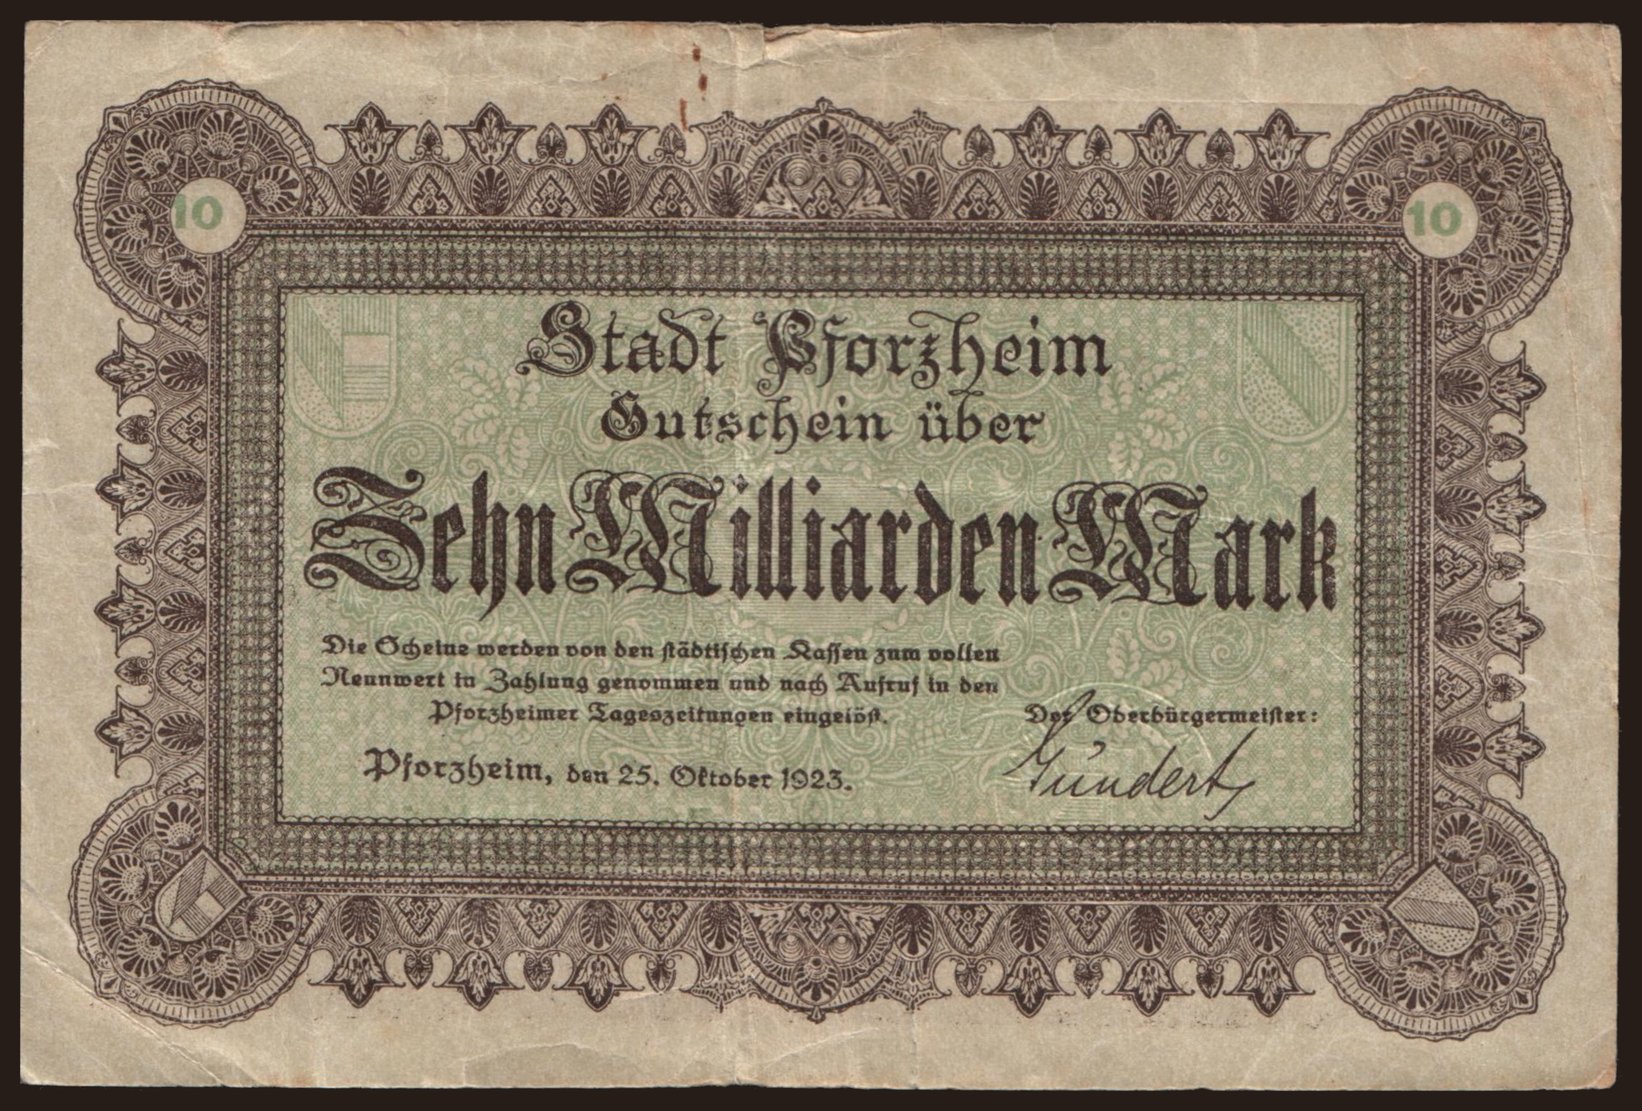 10
10
Stadt Pforzheim
Gutschein über
Zehn Milliarden Mark
Die Scheine werden von den städtischen Kassen zum vollen
Nennwert in Zahlung genommen und nach Aufruf in den
Pforzheimer Tageszeitungen eingelöst.
Der Oberbürgermeister:
Pforzheim, den 25. Oktober 1923.
Gündert